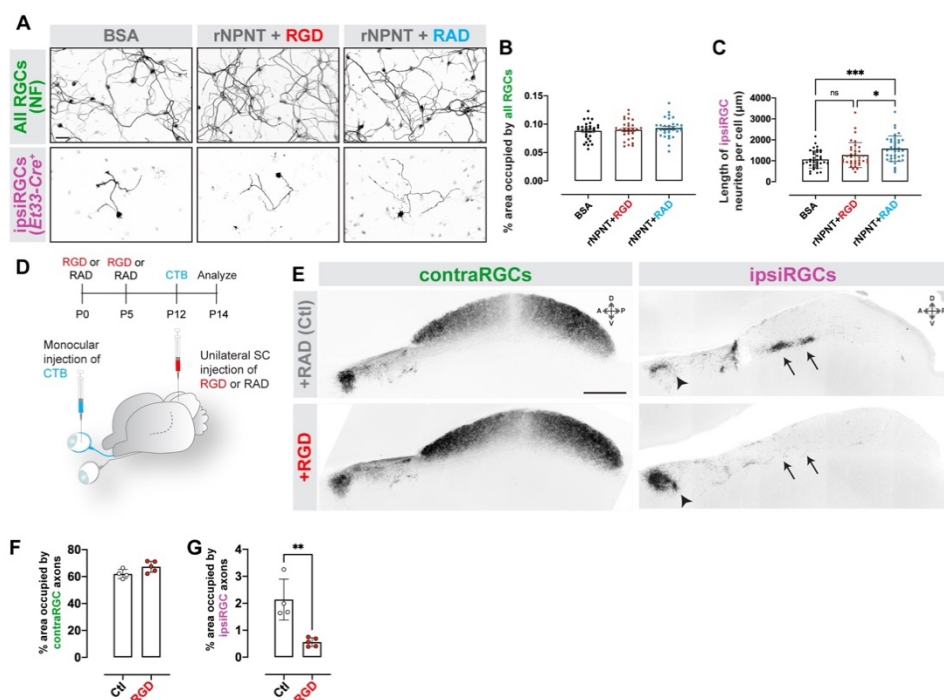 A
BSA
rNPNT + RGD
rNPNT + RAD
All RGCs
(NF)
ipsiRGCs
(Et33-Cre+)
B
% area occupied by all RGCs
0.15
0.10
0.05
0.00
BSA
rNPNT+RGD
rNPNT+RAD
C
Length of ipsiRGC
neurites per cell (µm)
***
ns
*
4000
3000
2000
1000
0
BSA
rNPNT+RGD
rNPNT+RAD
D
RGD or
RAD
RGD or
RAD
CTB
Analyze
P0
P5
P12
P14
Monocular
injection of
CTB
Unilateral SC
injection of
RGD or RAD
E
contraRGCs
ipsiRGCs
+RAD (Ctl)
+RGD
D
A P
V
D
A P
V
F
% area occupied by
contraRGC axons
80
60
40
20
0
Ctl
RGD
G
% area occupied by
ipsiRGC axons
**
4
3
2
1
0
Ctl
RGD